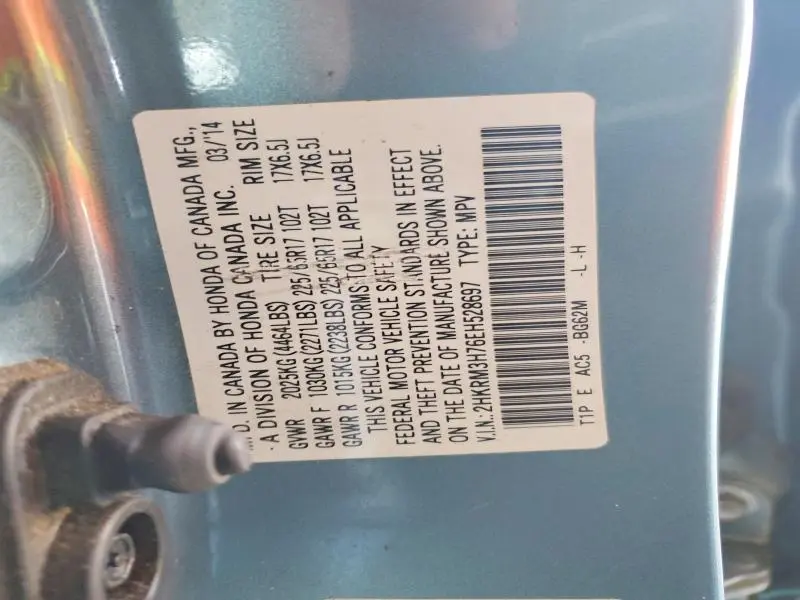 D. IN CANADA BY HONDA OF CANADA MFG.,
A DIVISION OF HONDA CANADA INC. 03/'14
TIRE SIZE RIM SIZE
GVWR 2025KG(4464LBS)
GAWR F 1030KG(2271LBS) 225/65R17 102T 17X6.5J
GAWR R 1015KG(2238LBS) 225/65R17 102T 17X6.5J
THIS VEHICLE CONFORMS TO ALL APPLICABLE
FEDERAL MOTOR VEHICLE SAFETY
AND THEFT PREVENTION STANDARDS IN EFFECT
ON THE DATE OF MANUFACTURE SHOWN ABOVE.
V.I.N.: 2HKRM3H76EH528697 TYPE: MPV
T1P E AC5 -BG62M -L -H